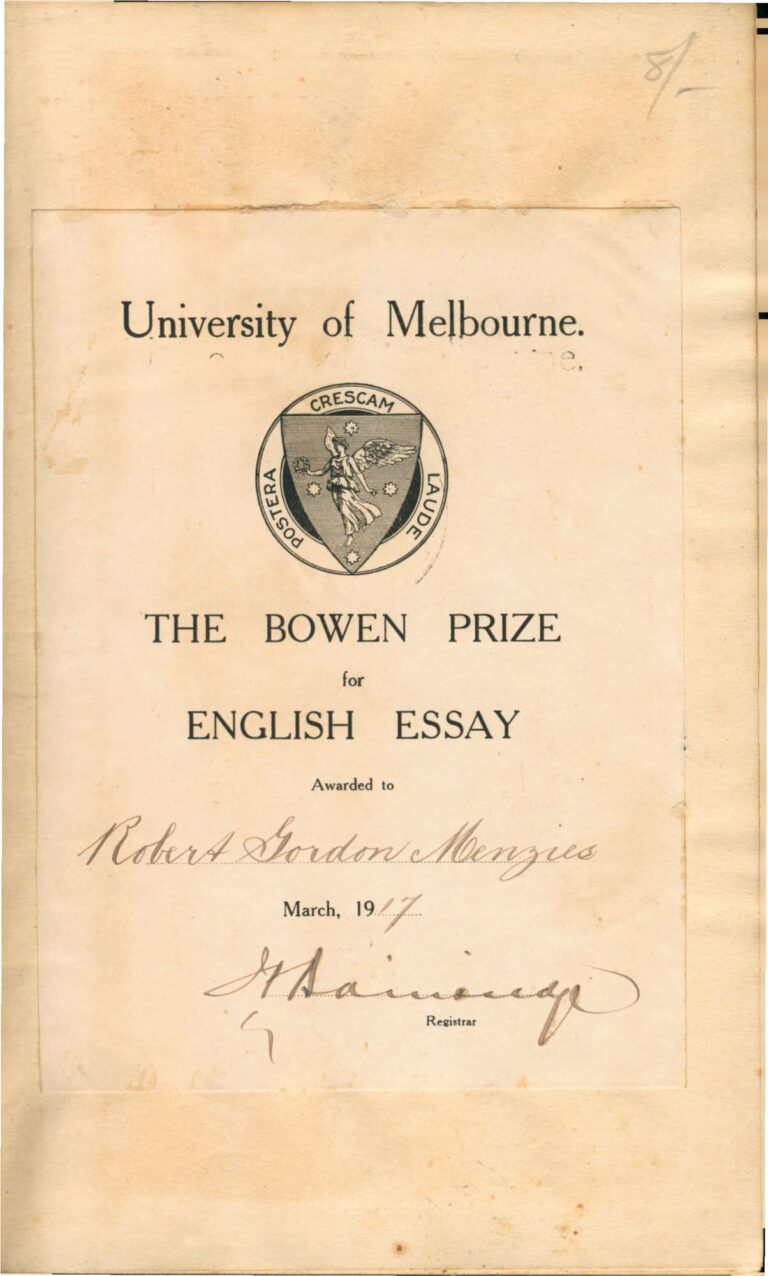 8/-
University of Melbourne.
CRESCAM
POSTERA
LAUDE
THE BOWEN PRIZE
for
ENGLISH ESSAY
Awarded to
Robert Gordon Menzies
March, 1917
Registrar